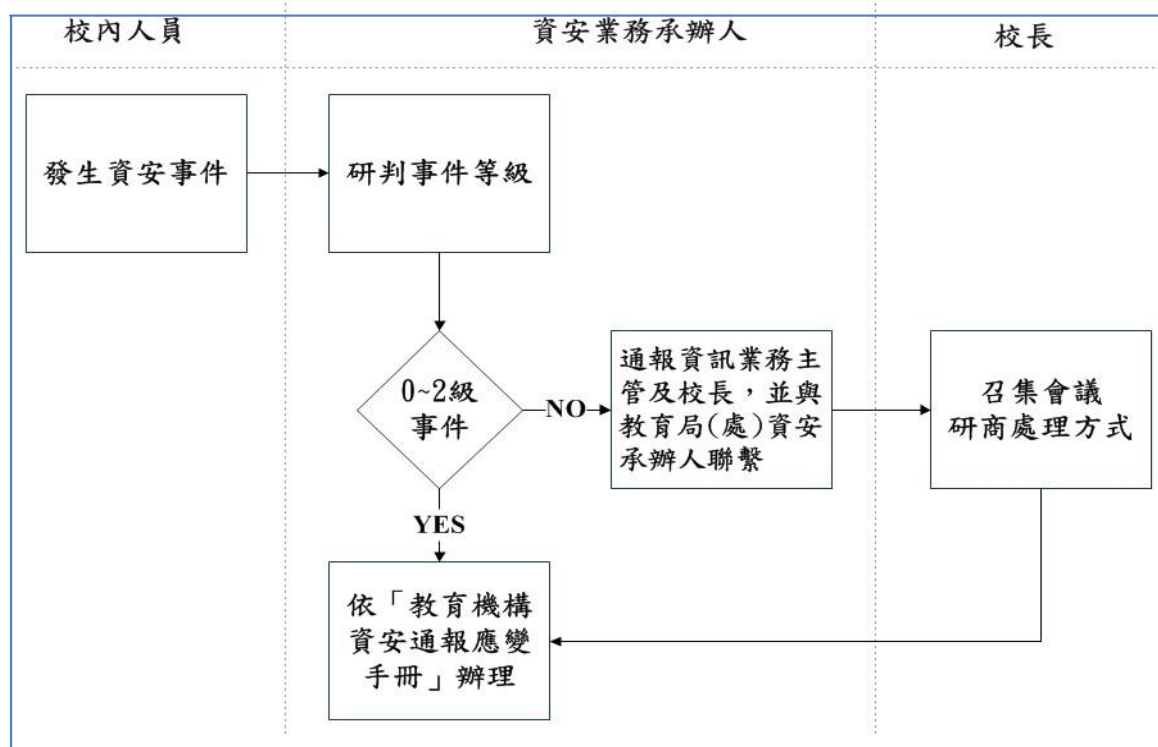 校內人員
資安業務承辦人
校長
發生資安事件
研判事件等級
0~2級
事件
NO
通報資訊業務主
管及校長，並與
教育局(處)資安
承辦人聯繫
召集會議
研商處理方式
YES
依「教育機構
資安通報應變
手冊」辦理